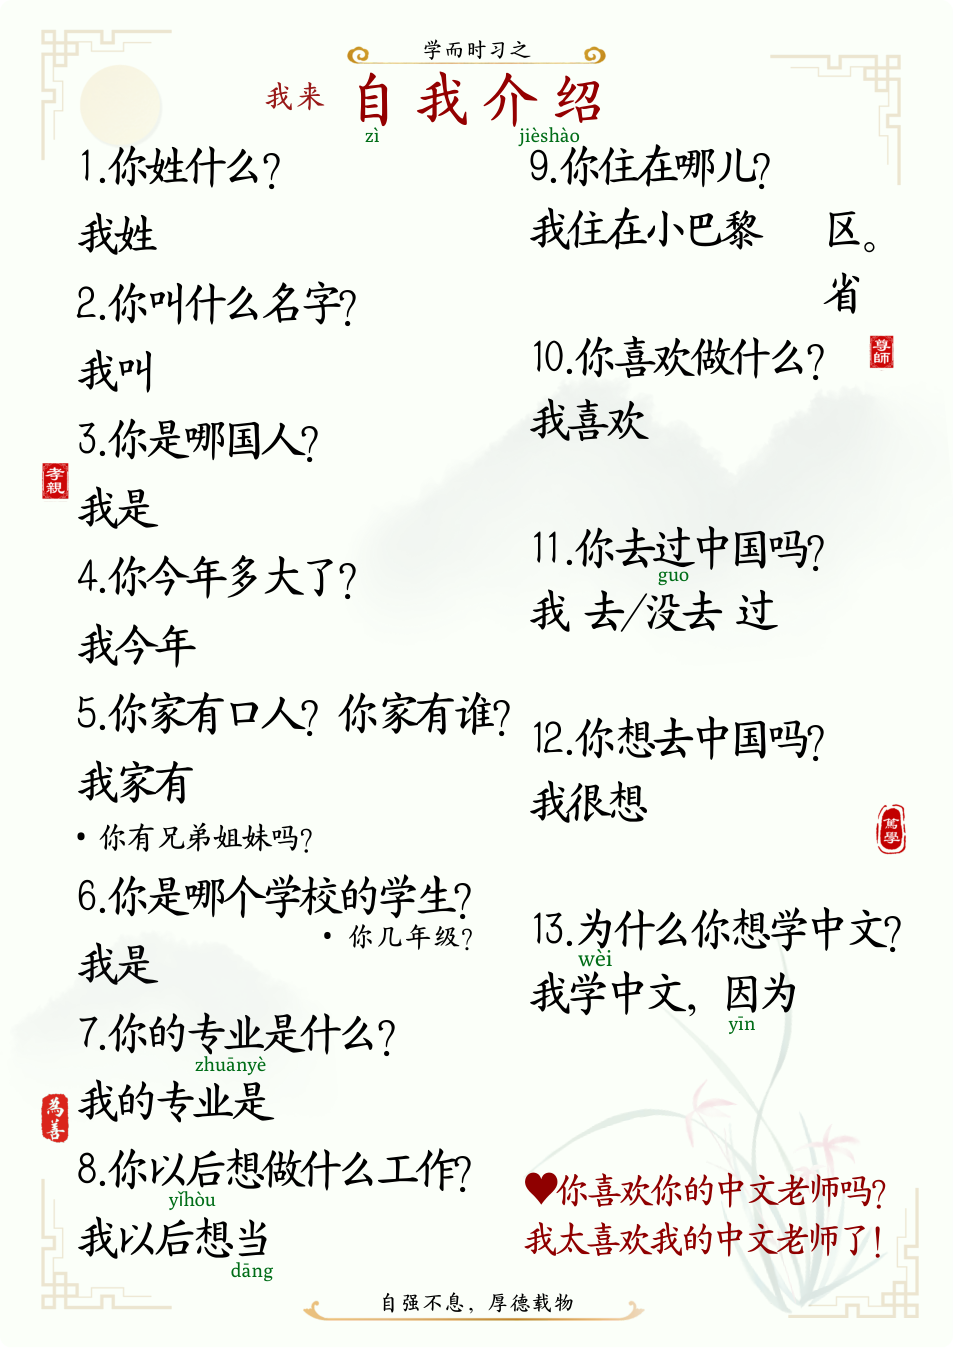 学而时习之
我来 自我介绍
zì jièshào
1.你姓什么?
我姓
2.你叫什么名字?
我叫
3.你是哪国人?
我是
4.你今年多大了?
我今年
5.你家有口人? 你家有谁?
我家有
• 你有兄弟姐妹吗?
6.你是哪个学校的学生?
• 你几年级?
我是
7.你的专业是什么?
zhuānyè
我的专业是
8.你以后想做什么工作?
yǐhòu
我以后想当
dāng
9.你住在哪儿?
我住在小巴黎 区。
省
10.你喜欢做什么?
我喜欢
11.你去过中国吗?
guo
我 去/没去 过
12.你想去中国吗?
我很想
13.为什么你想学中文?
wèi
我学中文，因为
yīn
♥你喜欢你的中文老师吗?
我太喜欢我的中文老师了!
自强不息，厚德载物
孝親
為善
尊師
篤學